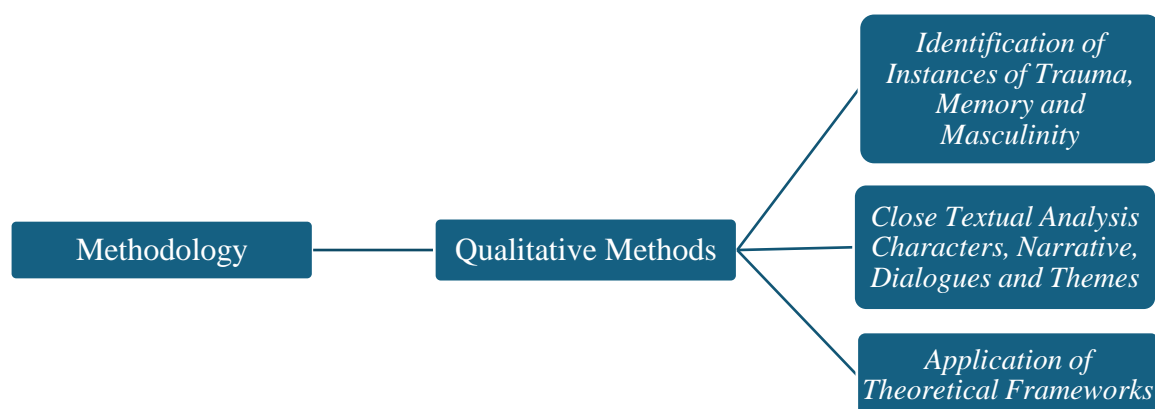 Methodology
Qualitative Methods
Identification of
Instances of Trauma,
Memory and
Masculinity
Close Textual Analysis
Characters, Narrative,
Dialogues and Themes
Application of
Theoretical Frameworks